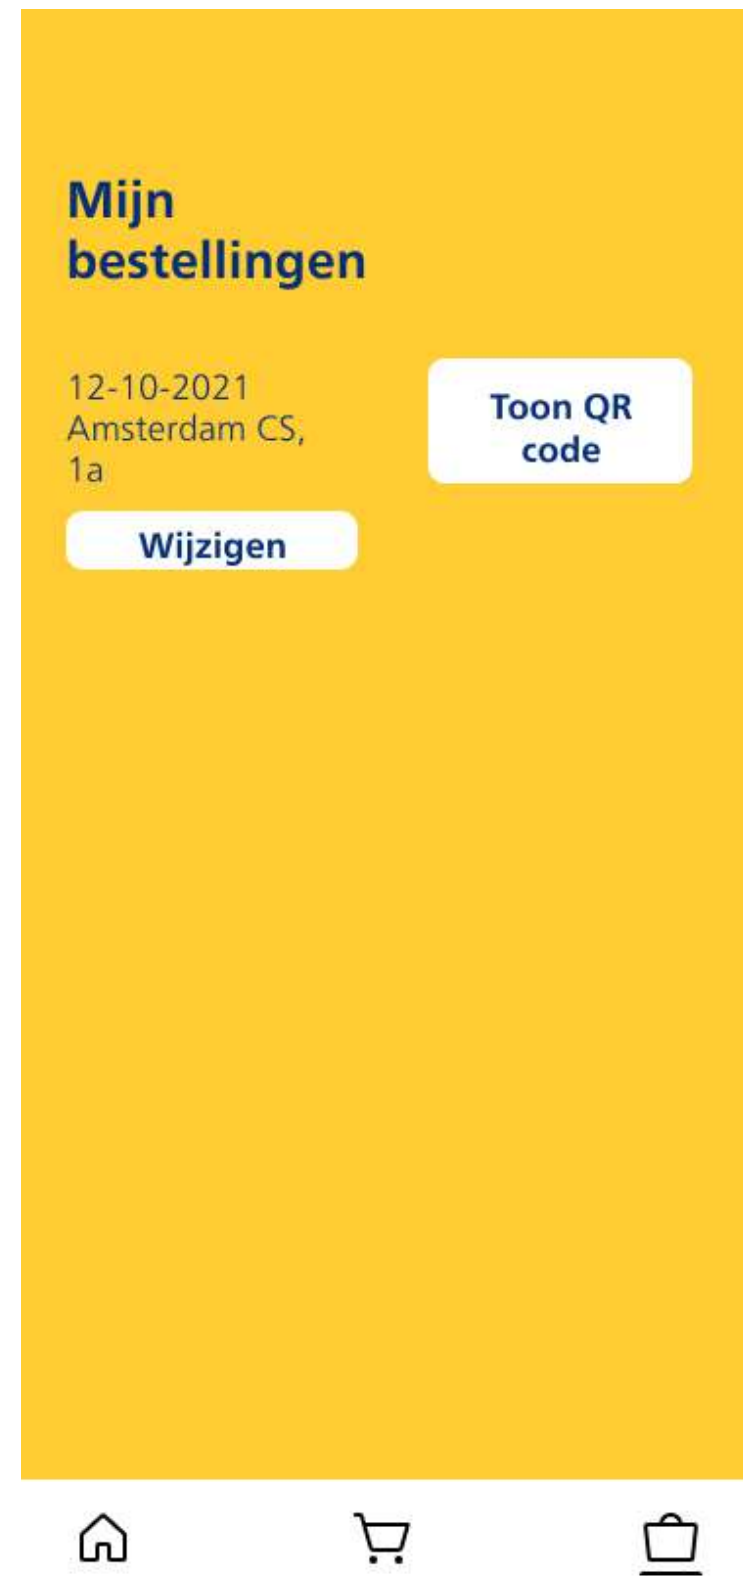 Mijn
bestellingen
12-10-2021
Amsterdam CS,
1a
Toon QR
code
Wijzigen